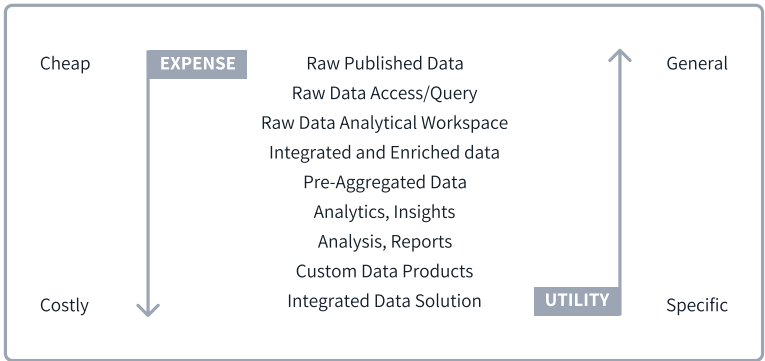 Cheap
EXPENSE
Raw Published Data
General
Raw Data Access/Query
Raw Data Analytical Workspace
Integrated and Enriched data
Pre-Aggregated Data
Analytics, Insights
Analysis, Reports
Custom Data Products
Costly
Integrated Data Solution
UTILITY
Specific